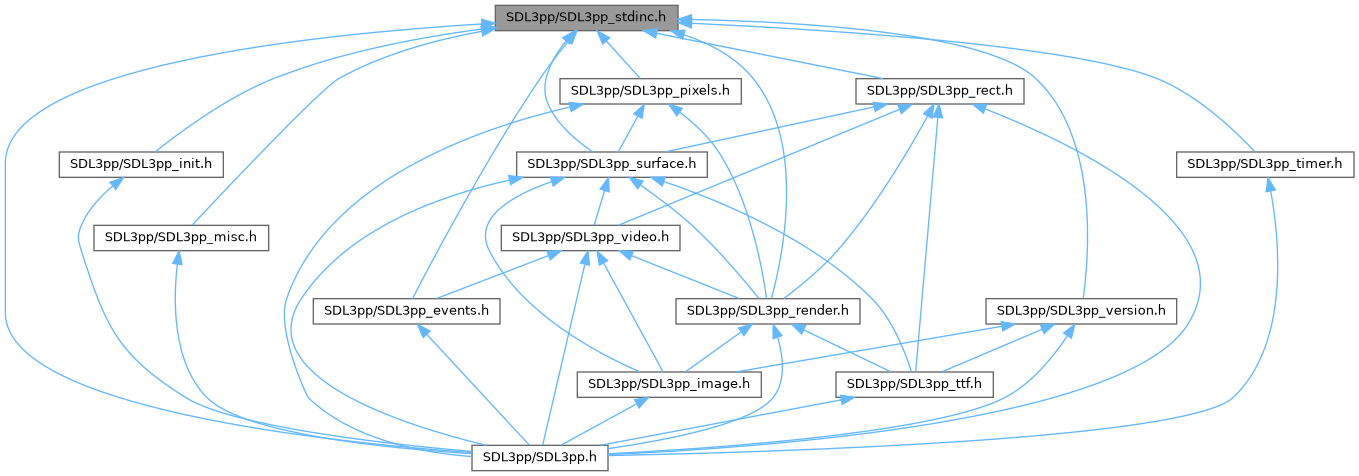 SDL3pp/SDL3pp_stdinc.h
SDL3pp/SDL3pp_pixels.h
SDL3pp/SDL3pp_rect.h
SDL3pp/SDL3pp_init.h
SDL3pp/SDL3pp_surface.h
SDL3pp/SDL3pp_timer.h
SDL3pp/SDL3pp_misc.h
SDL3pp/SDL3pp_video.h
SDL3pp/SDL3pp_events.h
SDL3pp/SDL3pp_render.h
SDL3pp/SDL3pp_version.h
SDL3pp/SDL3pp_image.h
SDL3pp/SDL3pp_ttf.h
SDL3pp/SDL3pp.h